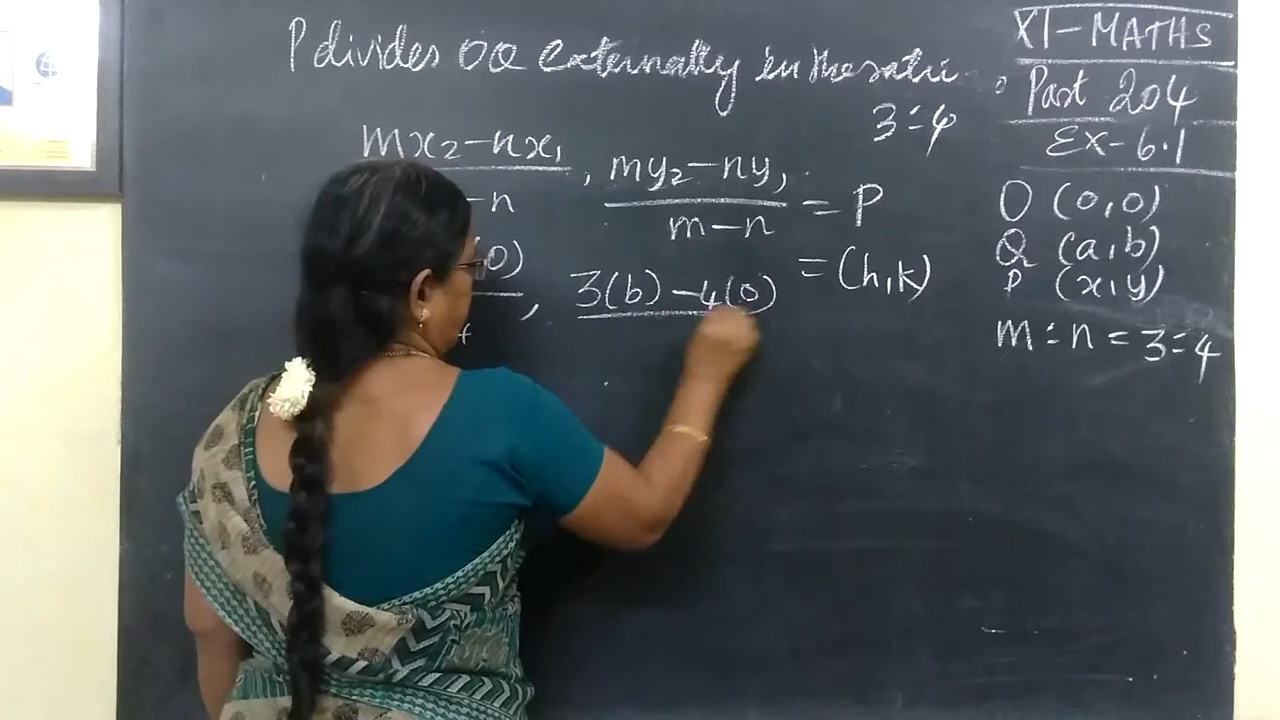 P divides OQ externally in the ratio
3:4
mx₂-nx₁, my₂-ny₁
-n m-n = P
(0), 3(b)-4(0) = (h,k)
XI-MATHS
Part 204
EX-6.1
O (0,0)
Q (a,b)
P (x,y)
m:n = 3:4